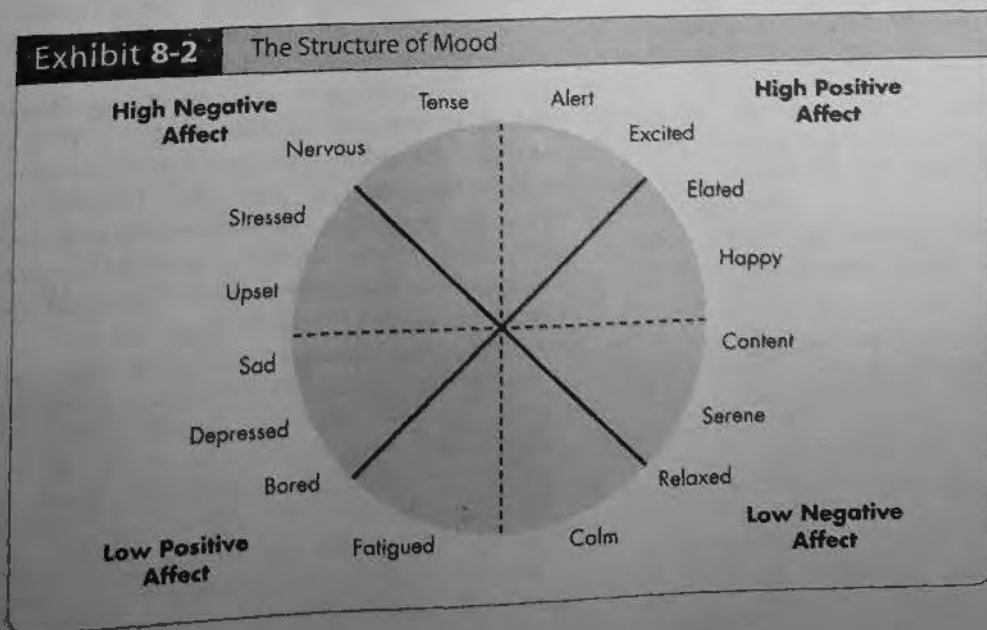 Exhibit 8-2
The Structure of Mood
High Negative
Affect
Tense
Alert
High Positive
Affect
Nervous
Excited
Stressed
Elated
Upset
Happy
Sad
Content
Depressed
Serene
Bored
Relaxed
Low Positive
Affect
Fatigued
Calm
Low Negative
Affect